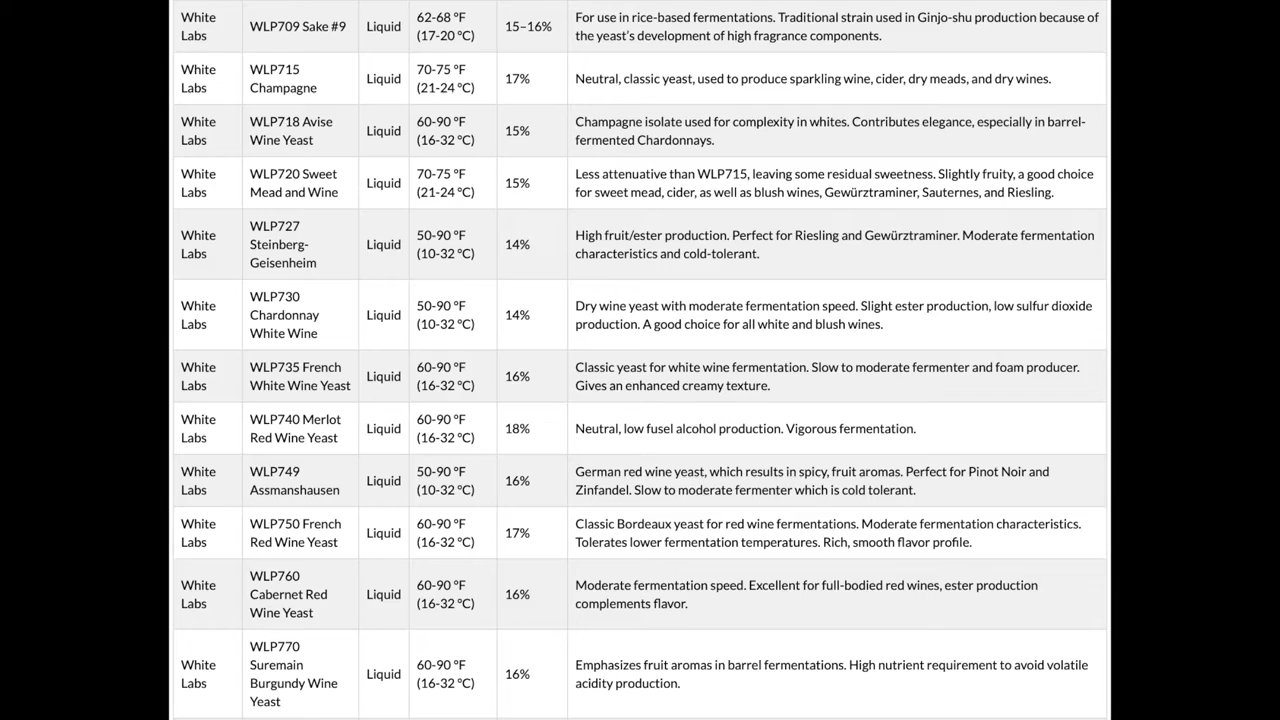 White Labs
WLP709 Sake #9
Liquid
62-68 °F
(17-20 °C)
15–16%
For use in rice-based fermentations. Traditional strain used in Ginjo-shu production because of
the yeast's development of high fragrance components.
White Labs
WLP715
Champagne
Liquid
70-75 °F
(21-24 °C)
17%
Neutral, classic yeast, used to produce sparkling wine, cider, dry meads, and dry wines.
White Labs
WLP718 Avise
Wine Yeast
Liquid
60-90 °F
(16-32 °C)
15%
Champagne isolate used for complexity in whites. Contributes elegance, especially in barrel-
fermented Chardonnays.
White Labs
WLP720 Sweet
Mead and Wine
Liquid
70-75 °F
(21-24 °C)
15%
Less attenuative than WLP715, leaving some residual sweetness. Slightly fruity, a good choice
for sweet mead, cider, as well as blush wines, Gewürztraminer, Sauternes, and Riesling.
White Labs
WLP727
Steinberg-
Geisenheim
Liquid
50-90 °F
(10-32 °C)
14%
High fruit/ester production. Perfect for Riesling and Gewürztraminer. Moderate fermentation
characteristics and cold-tolerant.
White Labs
WLP730
Chardonnay
White Wine
Liquid
50-90 °F
(10-32 °C)
14%
Dry wine yeast with moderate fermentation speed. Slight ester production, low sulfur dioxide
production. A good choice for all white and blush wines.
White Labs
WLP735 French
White Wine Yeast
Liquid
60-90 °F
(16-32 °C)
16%
Classic yeast for white wine fermentation. Slow to moderate fermenter and foam producer.
Gives an enhanced creamy texture.
White Labs
WLP740 Merlot
Red Wine Yeast
Liquid
60-90 °F
(16-32 °C)
18%
Neutral, low fusel alcohol production. Vigorous fermentation.
White Labs
WLP749
Assmanshausen
Liquid
50-90 °F
(10-32 °C)
16%
German red wine yeast, which results in spicy, fruit aromas. Perfect for Pinot Noir and
Zinfandel. Slow to moderate fermenter which is cold tolerant.
White Labs
WLP750 French
Red Wine Yeast
Liquid
60-90 °F
(16-32 °C)
17%
Classic Bordeaux yeast for red wine fermentations. Moderate fermentation characteristics.
Tolerates lower fermentation temperatures. Rich, smooth flavor profile.
White Labs
WLP760
Cabernet Red
Wine Yeast
Liquid
60-90 °F
(16-32 °C)
16%
Moderate fermentation speed. Excellent for full-bodied red wines, ester production
complements flavor.
White Labs
WLP770
Suremain
Burgundy Wine
Yeast
Liquid
60-90 °F
(16-32 °C)
16%
Emphasizes fruit aromas in barrel fermentations. High nutrient requirement to avoid volatile
acidity production.